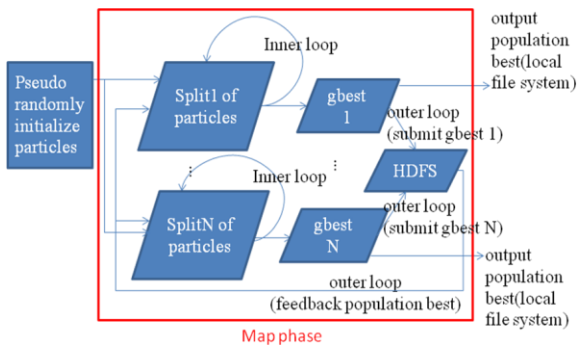 Pseudo
randomly
initialize
particles
Inner loop
Split1 of
particles
gbest
1
output
population
best(local
file system)
outer loop
(submit gbest 1)
HDFS
...
...
Inner loop
SplitN of
particles
gbest
N
outer loop
(submit gbest N)
output
population
best(local
file system)
outer loop
(feedback population best)
Map phase